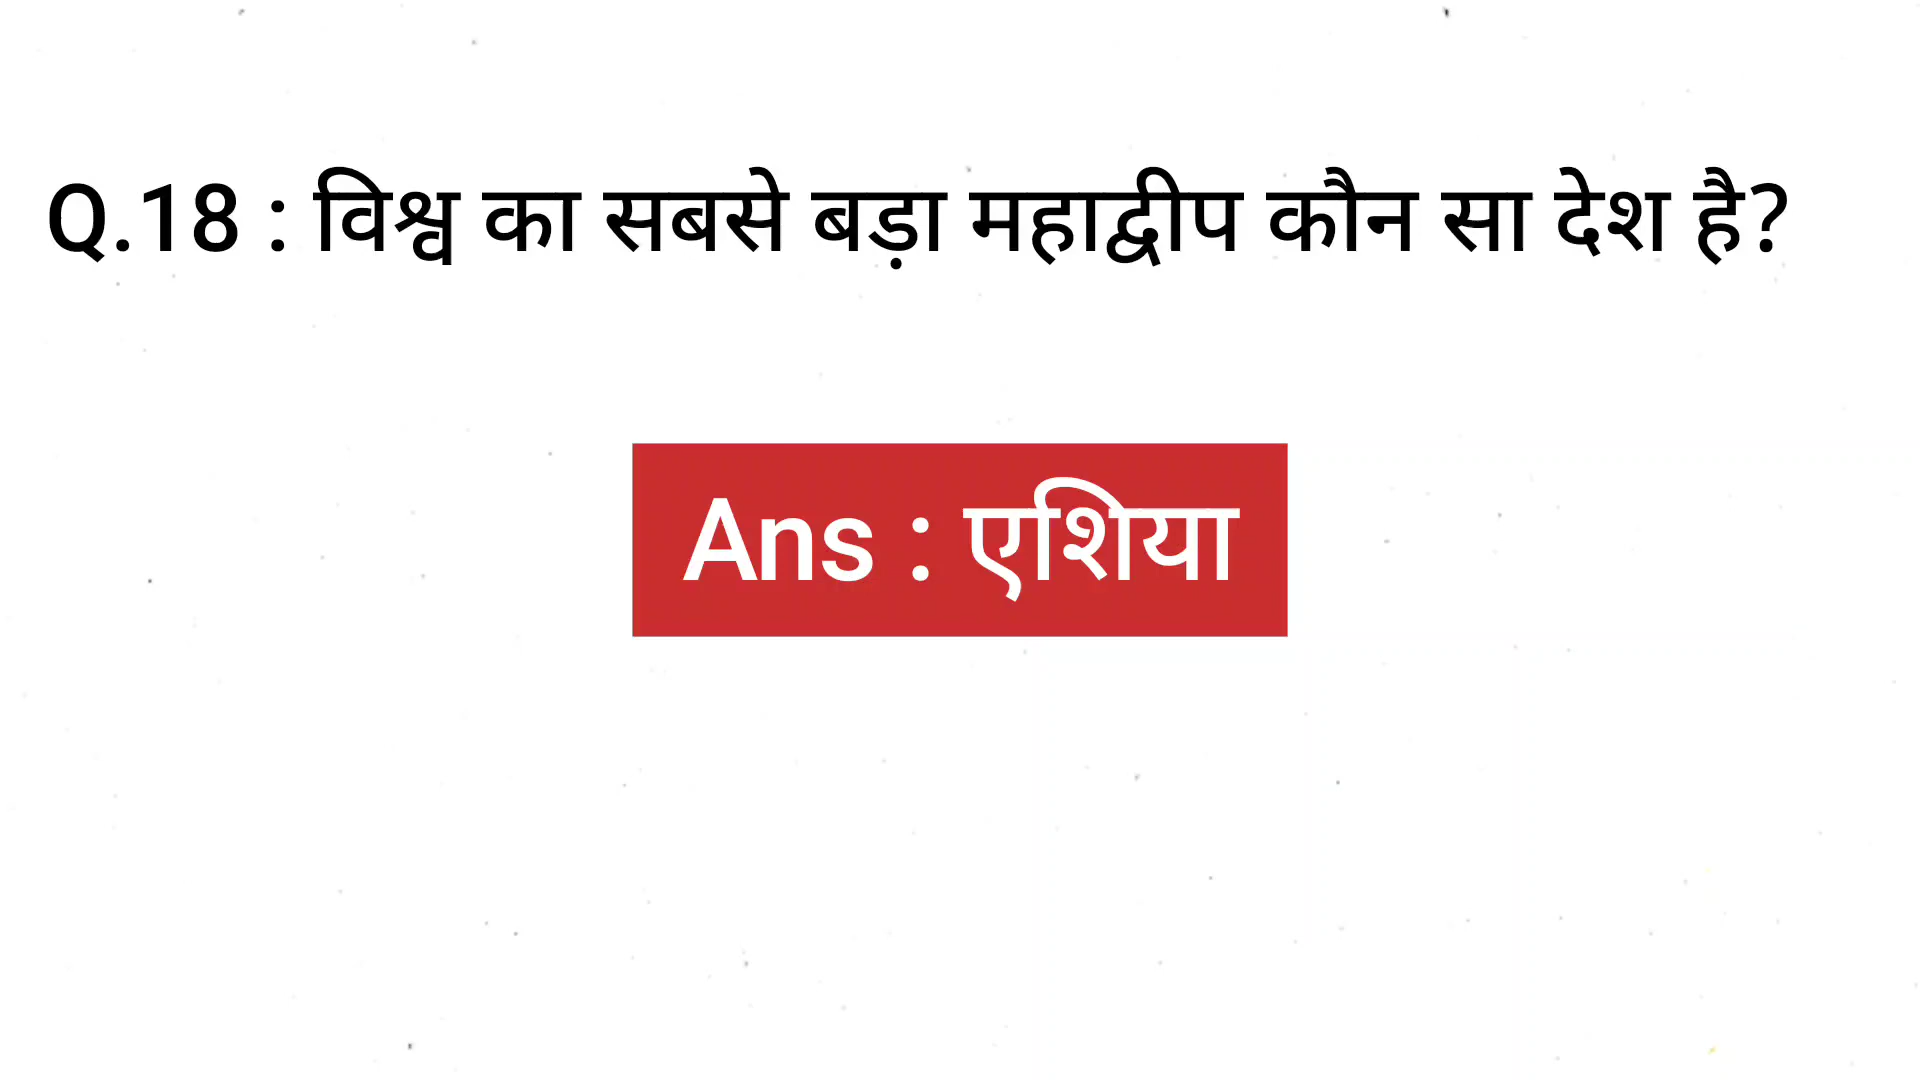 Q.18 : विश्व का सबसे बड़ा महाद्वीप कौन सा देश है?
Ans : एशिया